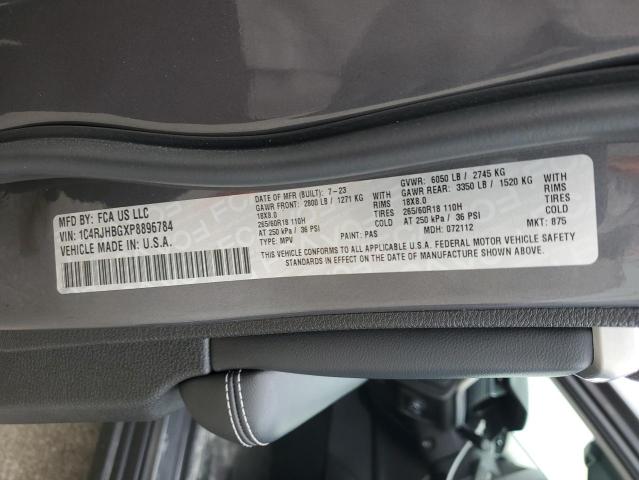 MFD BY: FCA US LLC
VIN: 1C4RJHBGXP8896784
VEHICLE MADE IN U.S.A.
DATE OF MFR (BUILT): 7-23
GAWR FRONT: 2800 LB / 1271 KG
18X8.0
WITH
RIMS
265/60R18 110H
TIRES
AT 250 kPa / 36 PSI
COLD
TYPE: MPV
PAINT: PAS
GVWR: 6050 LB / 2745 KG
GAWR REAR: 3350 LB / 1520 KG
18X8.0
WITH
RIMS
265/60R18 110H
TIRES
AT 250 kPa / 36 PSI
COLD
MDH: 072112
MKT: B75
THIS VEHICLE CONFORMS TO ALL APPLICABLE U.S.A. FEDERAL MOTOR VEHICLE SAFETY
STANDARDS IN EFFECT ON THE DATE OF MANUFACTURE SHOWN ABOVE.